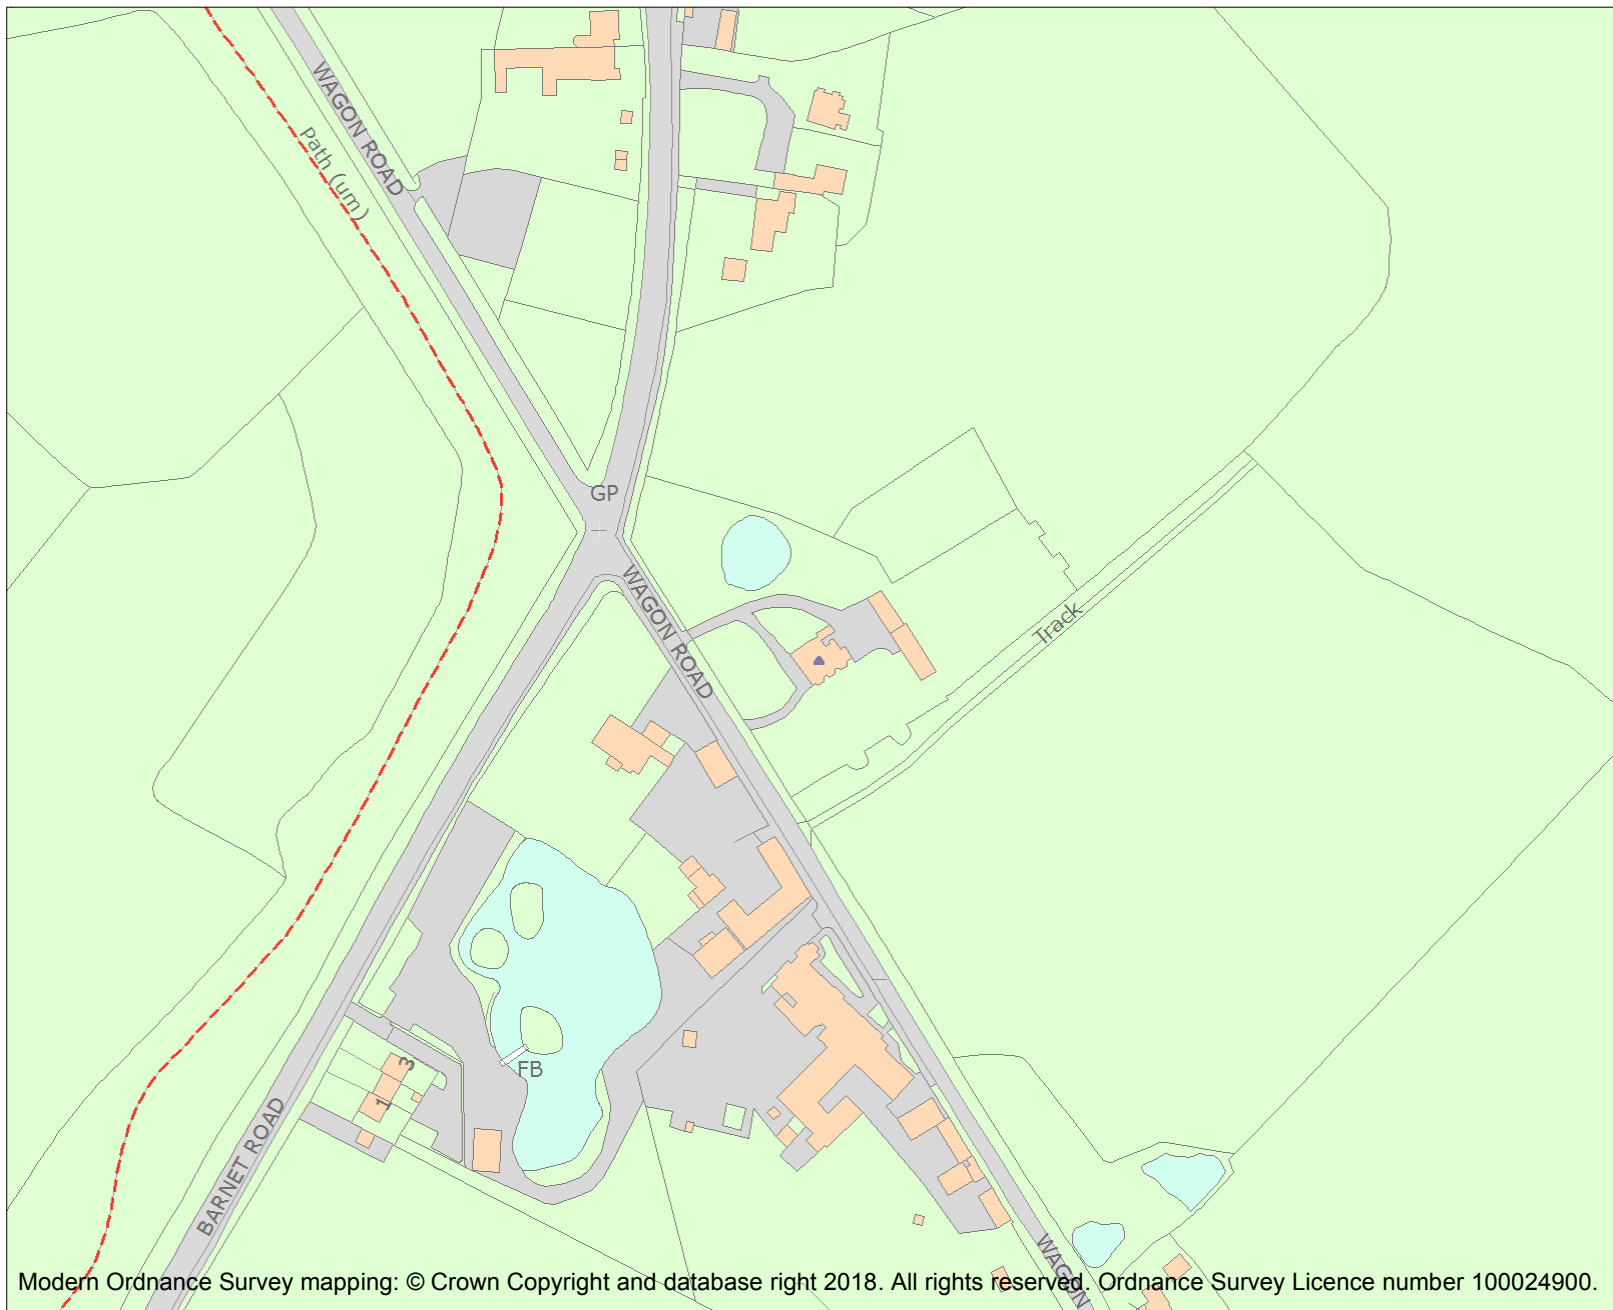 WAGON ROAD
Path (um)
GP
WAGON ROAD
Track
FB
3
1
BARNET ROAD
WAGON
Modern Ordnance Survey mapping: © Crown Copyright and database right 2018. All rights reserved. Ordnance Survey Licence number 100024900.